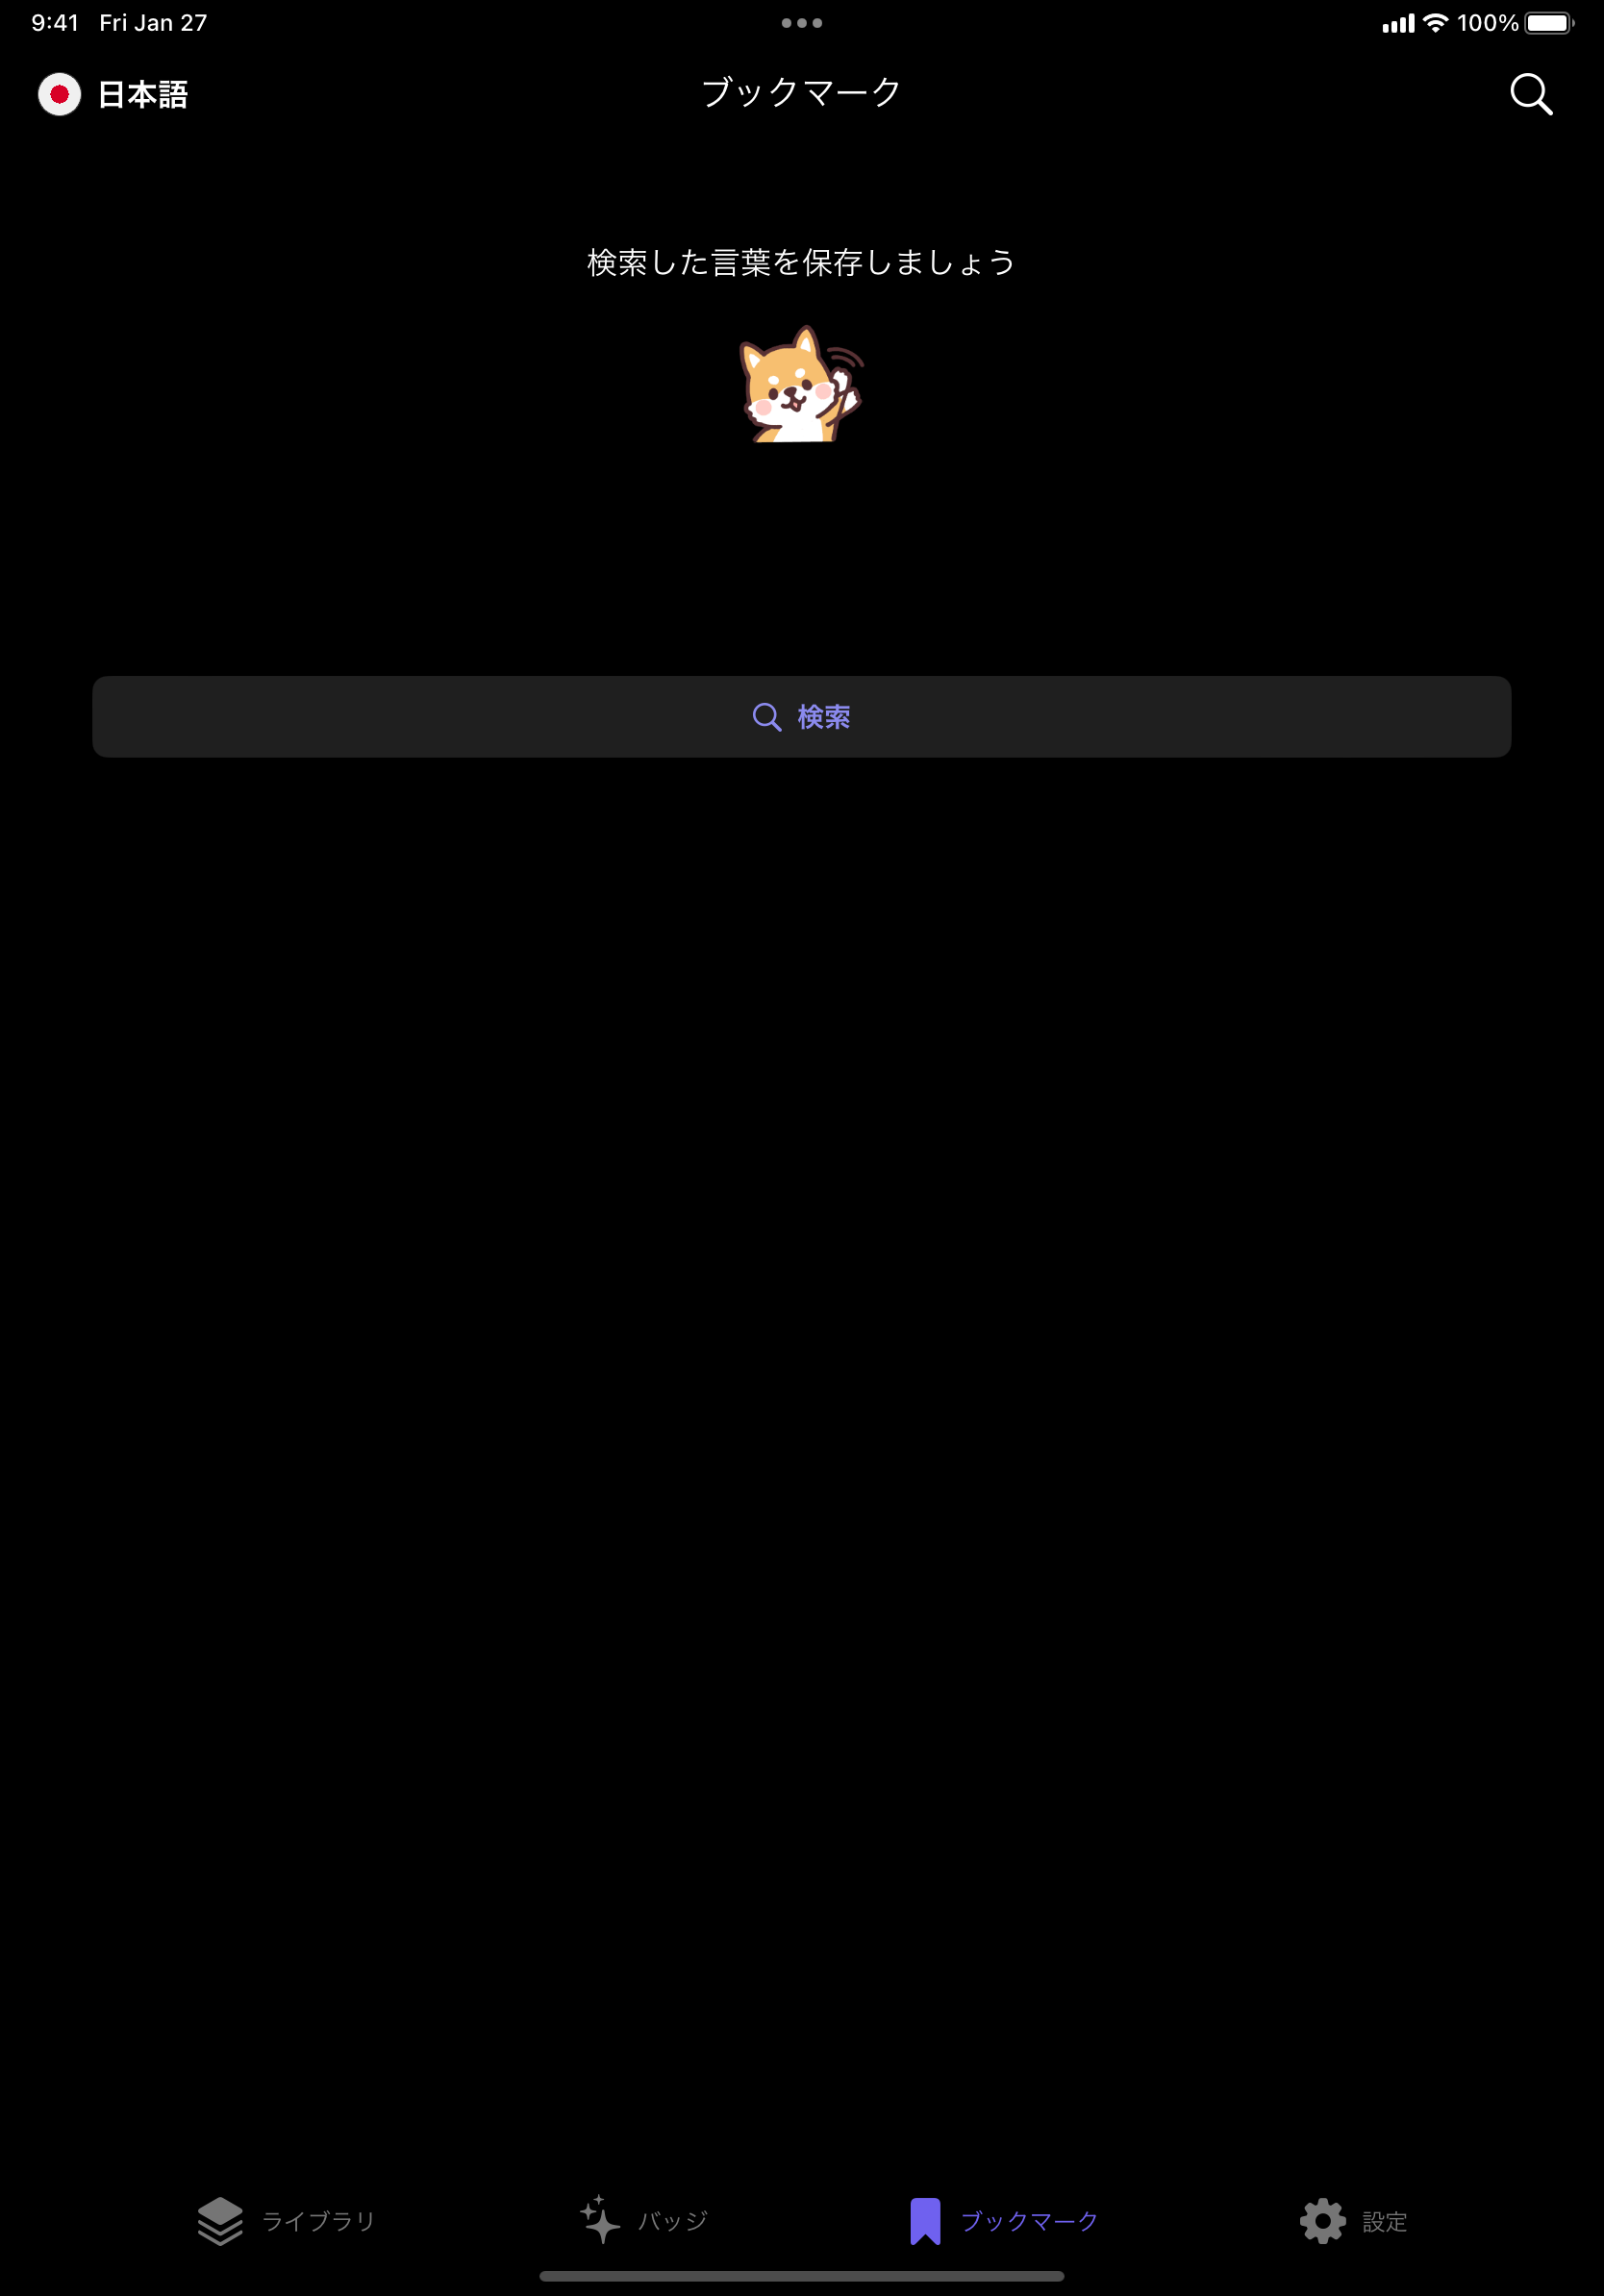 9:41 Fri Jan 27 100%
日本語 ブックマーク
検索した言葉を保存しましょう
検索
ライブラリ バッジ ブックマーク 設定